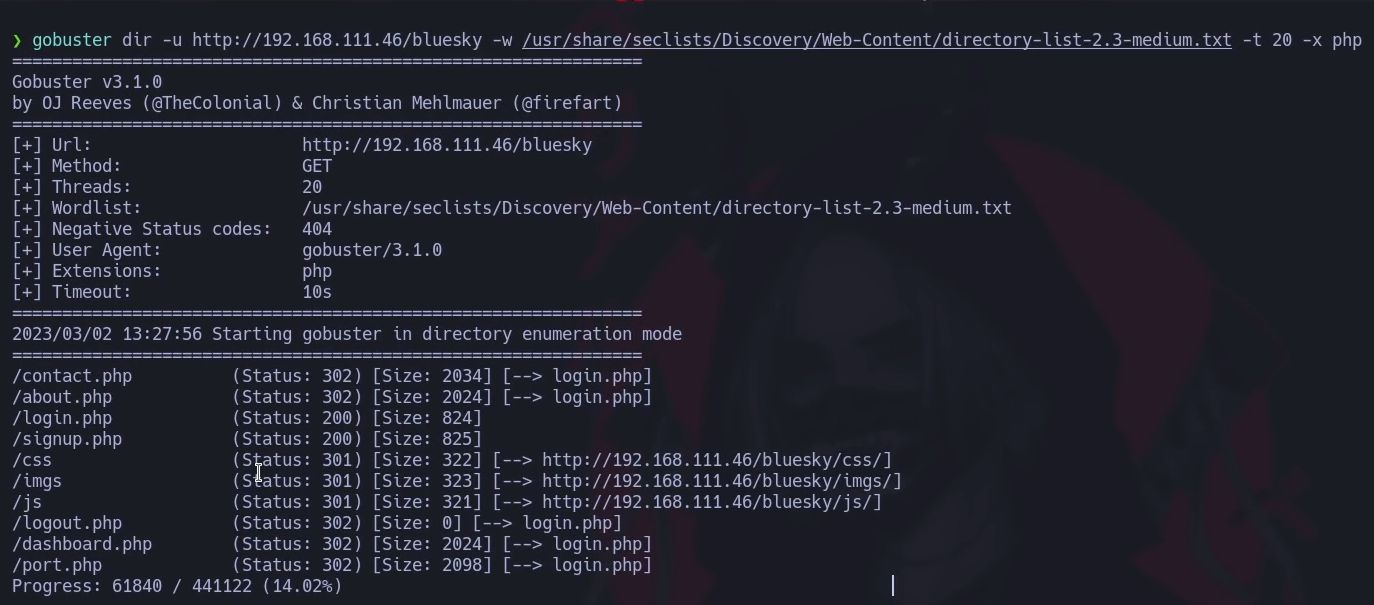 ❯ gobuster dir -u http://192.168.111.46/bluesky -w /usr/share/seclists/Discovery/Web-Content/directory-list-2.3-medium.txt -t 20 -x php
===============================================================
Gobuster v3.1.0
by OJ Reeves (@TheColonial) & Christian Mehlmauer (@firefart)
===============================================================
[+] Url:                     http://192.168.111.46/bluesky
[+] Method:                  GET
[+] Threads:                 20
[+] Wordlist:                /usr/share/seclists/Discovery/Web-Content/directory-list-2.3-medium.txt
[+] Negative Status codes:   404
[+] User Agent:              gobuster/3.1.0
[+] Extensions:              php
[+] Timeout:                 10s
===============================================================
2023/03/02 13:27:56 Starting gobuster in directory enumeration mode
===============================================================
/contact.php          (Status: 302) [Size: 2034] [--> login.php]
/about.php            (Status: 302) [Size: 2024] [--> login.php]
/login.php            (Status: 200) [Size: 824]
/signup.php           (Status: 200) [Size: 825]
/css                  (Status: 301) [Size: 322] [--> http://192.168.111.46/bluesky/css/]
/imgs                 (Status: 301) [Size: 323] [--> http://192.168.111.46/bluesky/imgs/]
/js                   (Status: 301) [Size: 321] [--> http://192.168.111.46/bluesky/js/]
/logout.php           (Status: 302) [Size: 0] [--> login.php]
/dashboard.php        (Status: 302) [Size: 2024] [--> login.php]
/port.php             (Status: 302) [Size: 2098] [--> login.php]
Progress: 61840 / 441122 (14.02%)